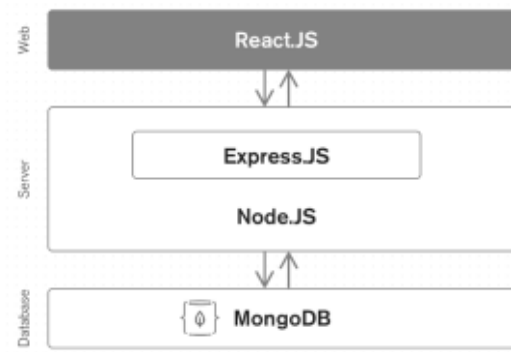 Web
React.JS
Server
Express.JS
Node.JS
Database
MongoDB